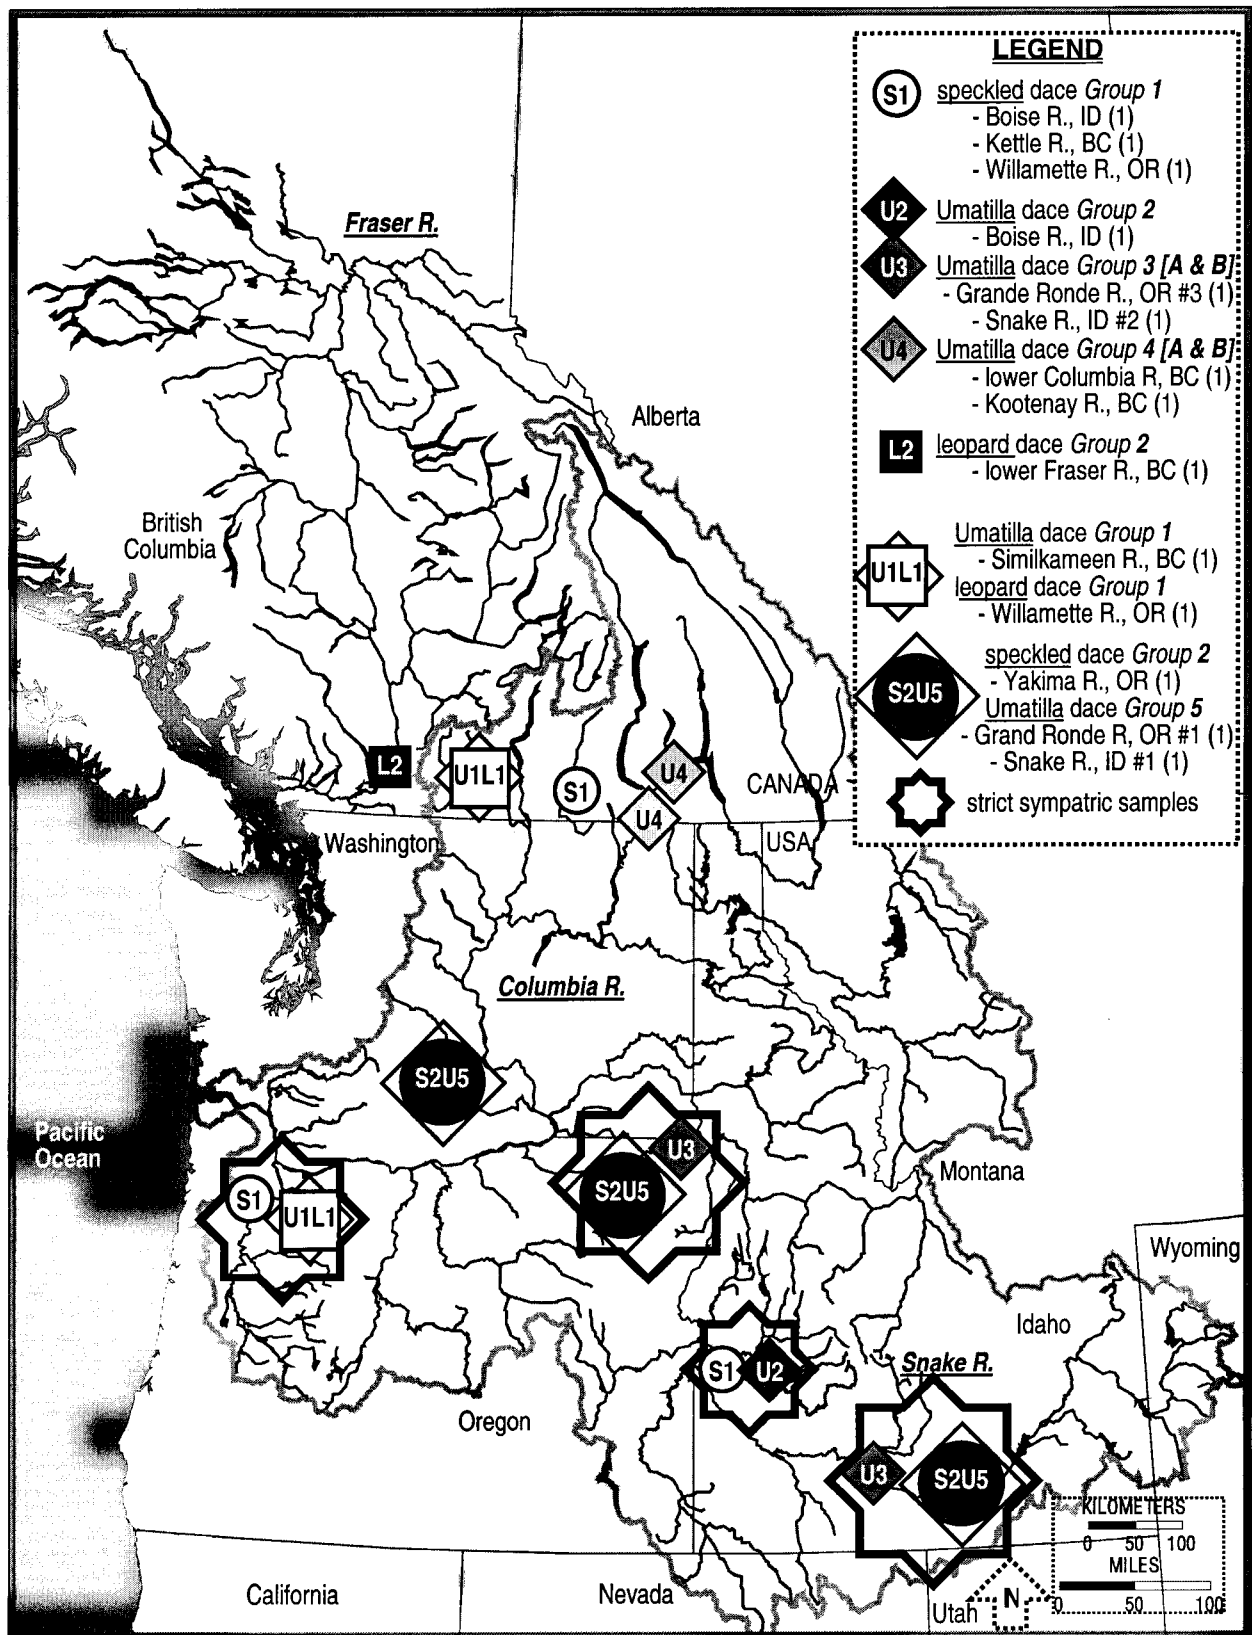 LEGEND
S1 speckled dace Group 1
- Boise R., ID (1)
- Kettle R., BC (1)
- Willamette R., OR (1)
U2 Umatilla dace Group 2
- Boise R., ID (1)
U3 Umatilla dace Group 3 [A & B]
- Grande Ronde R., OR #3 (1)
- Snake R., ID #2 (1)
U4 Umatilla dace Group 4 [A & B]
- lower Columbia R, BC (1)
- Kootenay R., BC (1)
L2 leopard dace Group 2
- lower Fraser R., BC (1)
Umatilla dace Group 1
- Similkameen R., BC (1)
U1L1
leopard dace Group 1
- Willamette R., OR (1)
speckled dace Group 2
- Yakima R., OR (1)
S2U5
Umatilla dace Group 5
- Grand Ronde R, OR #1 (1)
- Snake R., ID #1 (1)
strict sympatric samples
Fraser R.
Alberta
British
Columbia
L2
U1L1
S1
U4
U4
CANADA
USA
Washington
Columbia R.
S2U5
Pacific
Ocean
S1
U1L1
S2U5
U3
Montana
Wyoming
Idaho
S1
U2
Snake R.
Oregon
U3
S2U5
KILOMETERS
0 50 100
MILES
0 50 100
California
Nevada
Utah
N